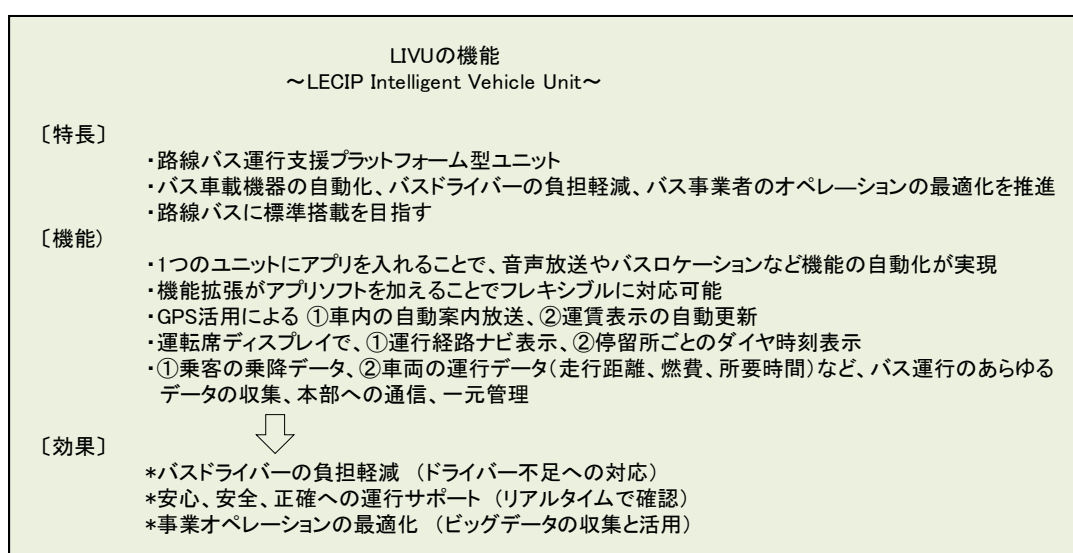 LIVUの機能
～LECIP Intelligent Vehicle Unit～
〔特長〕
・路線バス運行支援プラットフォーム型ユニット
・バス車載機器の自動化、バスドライバーの負担軽減、バス事業者のオペレ―ションの最適化を推進
・路線バスに標準搭載を目指す
〔機能）
・1つのユニットにアプリを入れることで、音声放送やバスロケーションなど機能の自動化が実現
・機能拡張がアプリソフトを加えることでフレキシブルに対応可能
・GPS活用による ①車内の自動案内放送、②運賃表示の自動更新
・運転席ディスプレイで、①運行経路ナビ表示、②停留所ごとのダイヤ時刻表示
・①乗客の乗降データ、②車両の運行データ（走行距離、燃費、所要時間）など、バス運行のあらゆる
データの収集、本部への通信、一元管理
〔効果〕
*バスドライバーの負担軽減 （ドライバー不足への対応）
*安心、安全、正確への運行サポート （リアルタイムで確認）
*事業オペレーションの最適化 （ビッグデータの収集と活用）